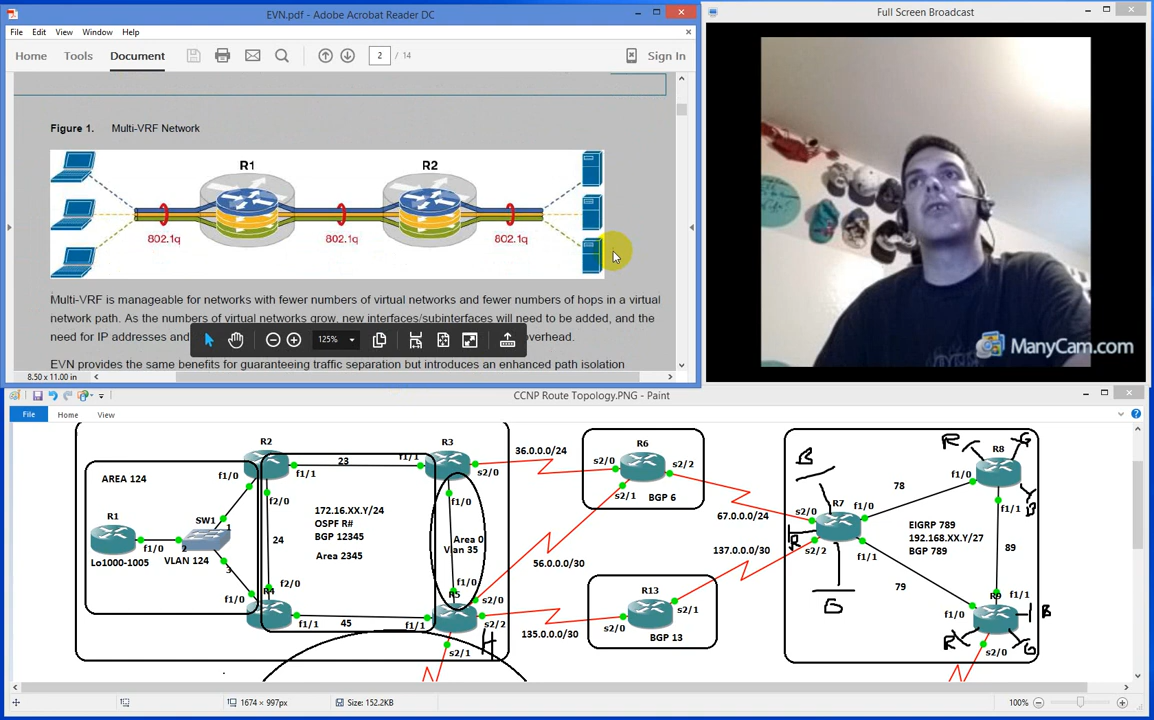 EVN.pdf - Adobe Acrobat Reader DC
File Edit View Window Help
Home Tools Document 2 / 14 Sign In
Figure 1. Multi-VRF Network
R1 R2
802.1q 802.1q 802.1q
Multi-VRF is manageable for networks with fewer numbers of virtual networks and fewer numbers of hops in a virtual
network path. As the numbers of virtual networks grow, new interfaces/subinterfaces will need to be added, and the
need for IP addresses and overhead.
125%
EVN provides the same benefits for guaranteeing traffic separation but introduces an enhanced path isolation
8.50 x 11.00 in
Full Screen Broadcast
ManyCam.com
CCNP Route Topology.PNG - Paint
File Home View
AREA 124
R1
f1/0
Lo1000-1005
SW1
1
2
3
VLAN 124
R2
f1/0
f1/1
f2/0
23
24
172.16.XX.Y/24
OSPF R#
BGP 12345
Area 2345
R4
f2/0
f1/0
f1/1
45
R3
f1/1
s2/0
f1/0
Area 0
Vlan 35
f1/0
R5
f1/1
s2/0
s2/2
s2/1
H
36.0.0.0/24
56.0.0.0/30
135.0.0.0/30
R6
s2/0
s2/1
s2/2
BGP 6
R13
s2/0
s2/1
BGP 13
67.0.0.0/24
137.0.0.0/30
B
R7
s2/0
s2/2
f1/0
f1/1
R
G
78
79
89
EIGRP 789
192.168.XX.Y/27
BGP 789
R G
R8
f1/0
f1/1
B
R9
f1/0
f1/1
s2/0
B
R G
1674 × 997px Size: 152.2KB 100%